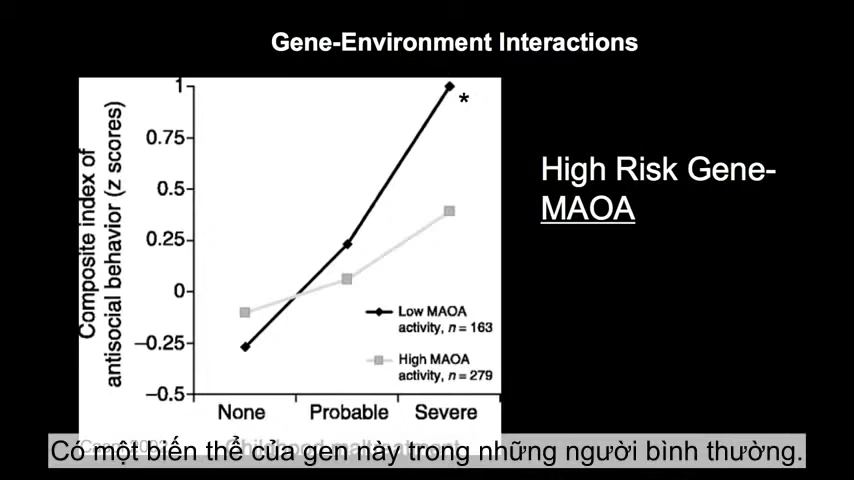 Gene-Environment Interactions
High Risk Gene-
MAOA
Composite index of
antisocial behavior (z scores)
1
0.75
0.5
0.25
0
−0.25
−0.5
*
Low MAOA
activity, n = 163
High MAOA
activity, n = 279
None
Probable
Severe
Childhood maltreatment
Có một biến thể của gen này trong những người bình thường.